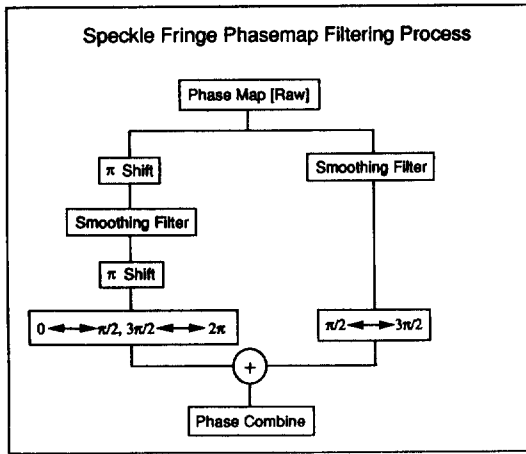 Speckle Fringe Phasemap Filtering Process
Phase Map [Raw]
π Shift
Smoothing Filter
Smoothing Filter
π Shift
0 ↔ π/2, 3π/2 ↔ 2π
π/2 ↔ 3π/2
+
Phase Combine